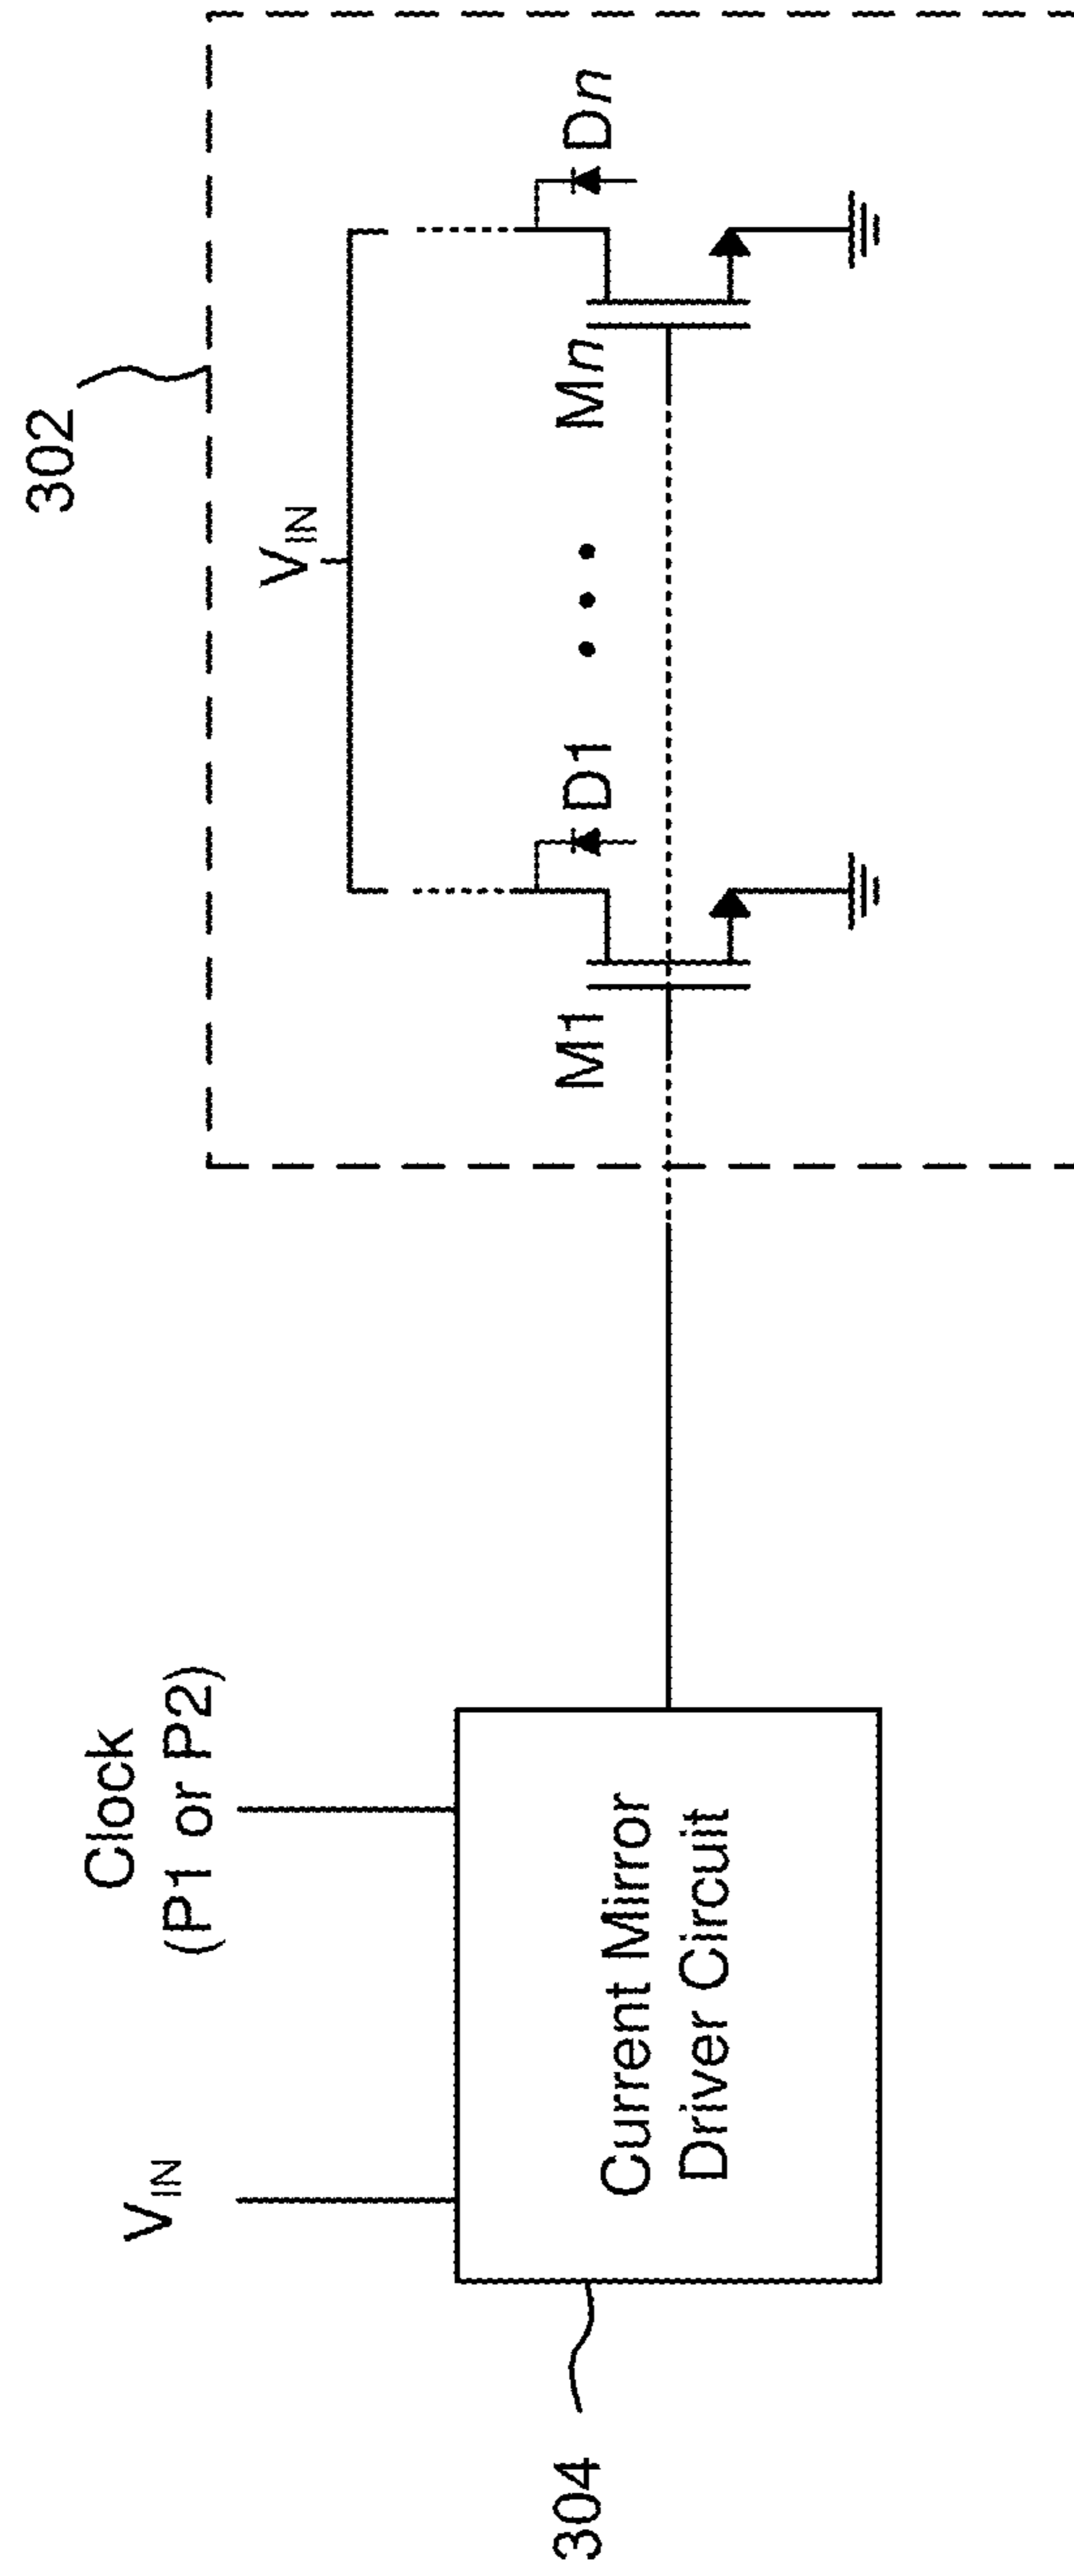 304
V_IN
Clock
(P1 or P2)
Current Mirror
Driver Circuit
302
V_IN
M1
D1
Mn
Dn